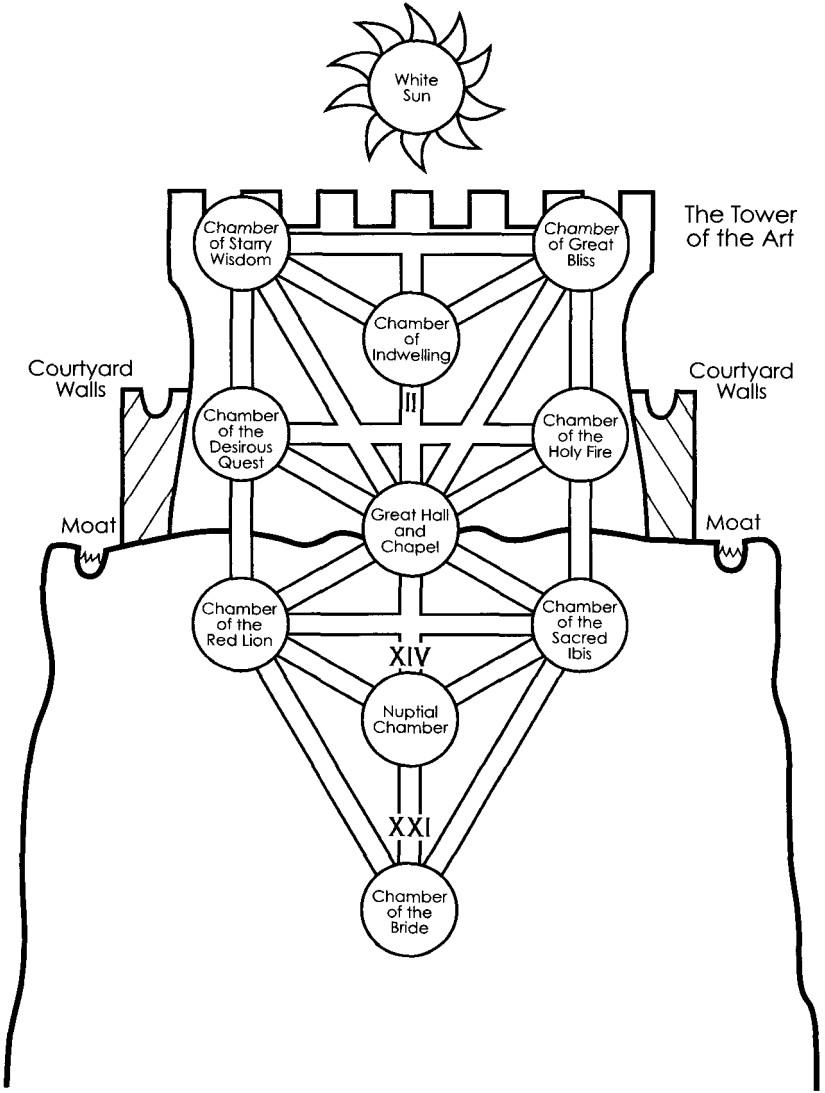 White
Sun
The Tower
of the Art
Chamber
of Starry
Wisdom
Chamber
of Great
Bliss
Chamber
of
Indwelling
II
Courtyard
Walls
Courtyard
Walls
Chamber
of the
Desirous
Quest
Chamber
of the
Holy Fire
Moat
Great Hall
and
Chapel
Moat
Chamber
of the
Red Lion
Chamber
of the
Sacred
Ibis
XIV
Nuptial
Chamber
XXI
Chamber
of the
Bride